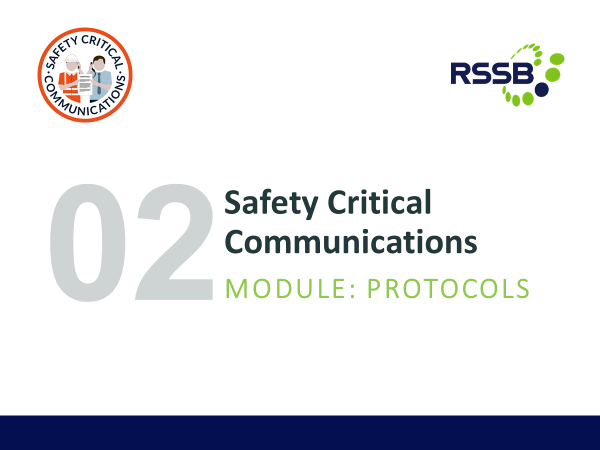 · SAFETY CRITICAL ·
COMMUNICATIONS
RSSB
02
Safety Critical
Communications
MODULE: PROTOCOLS